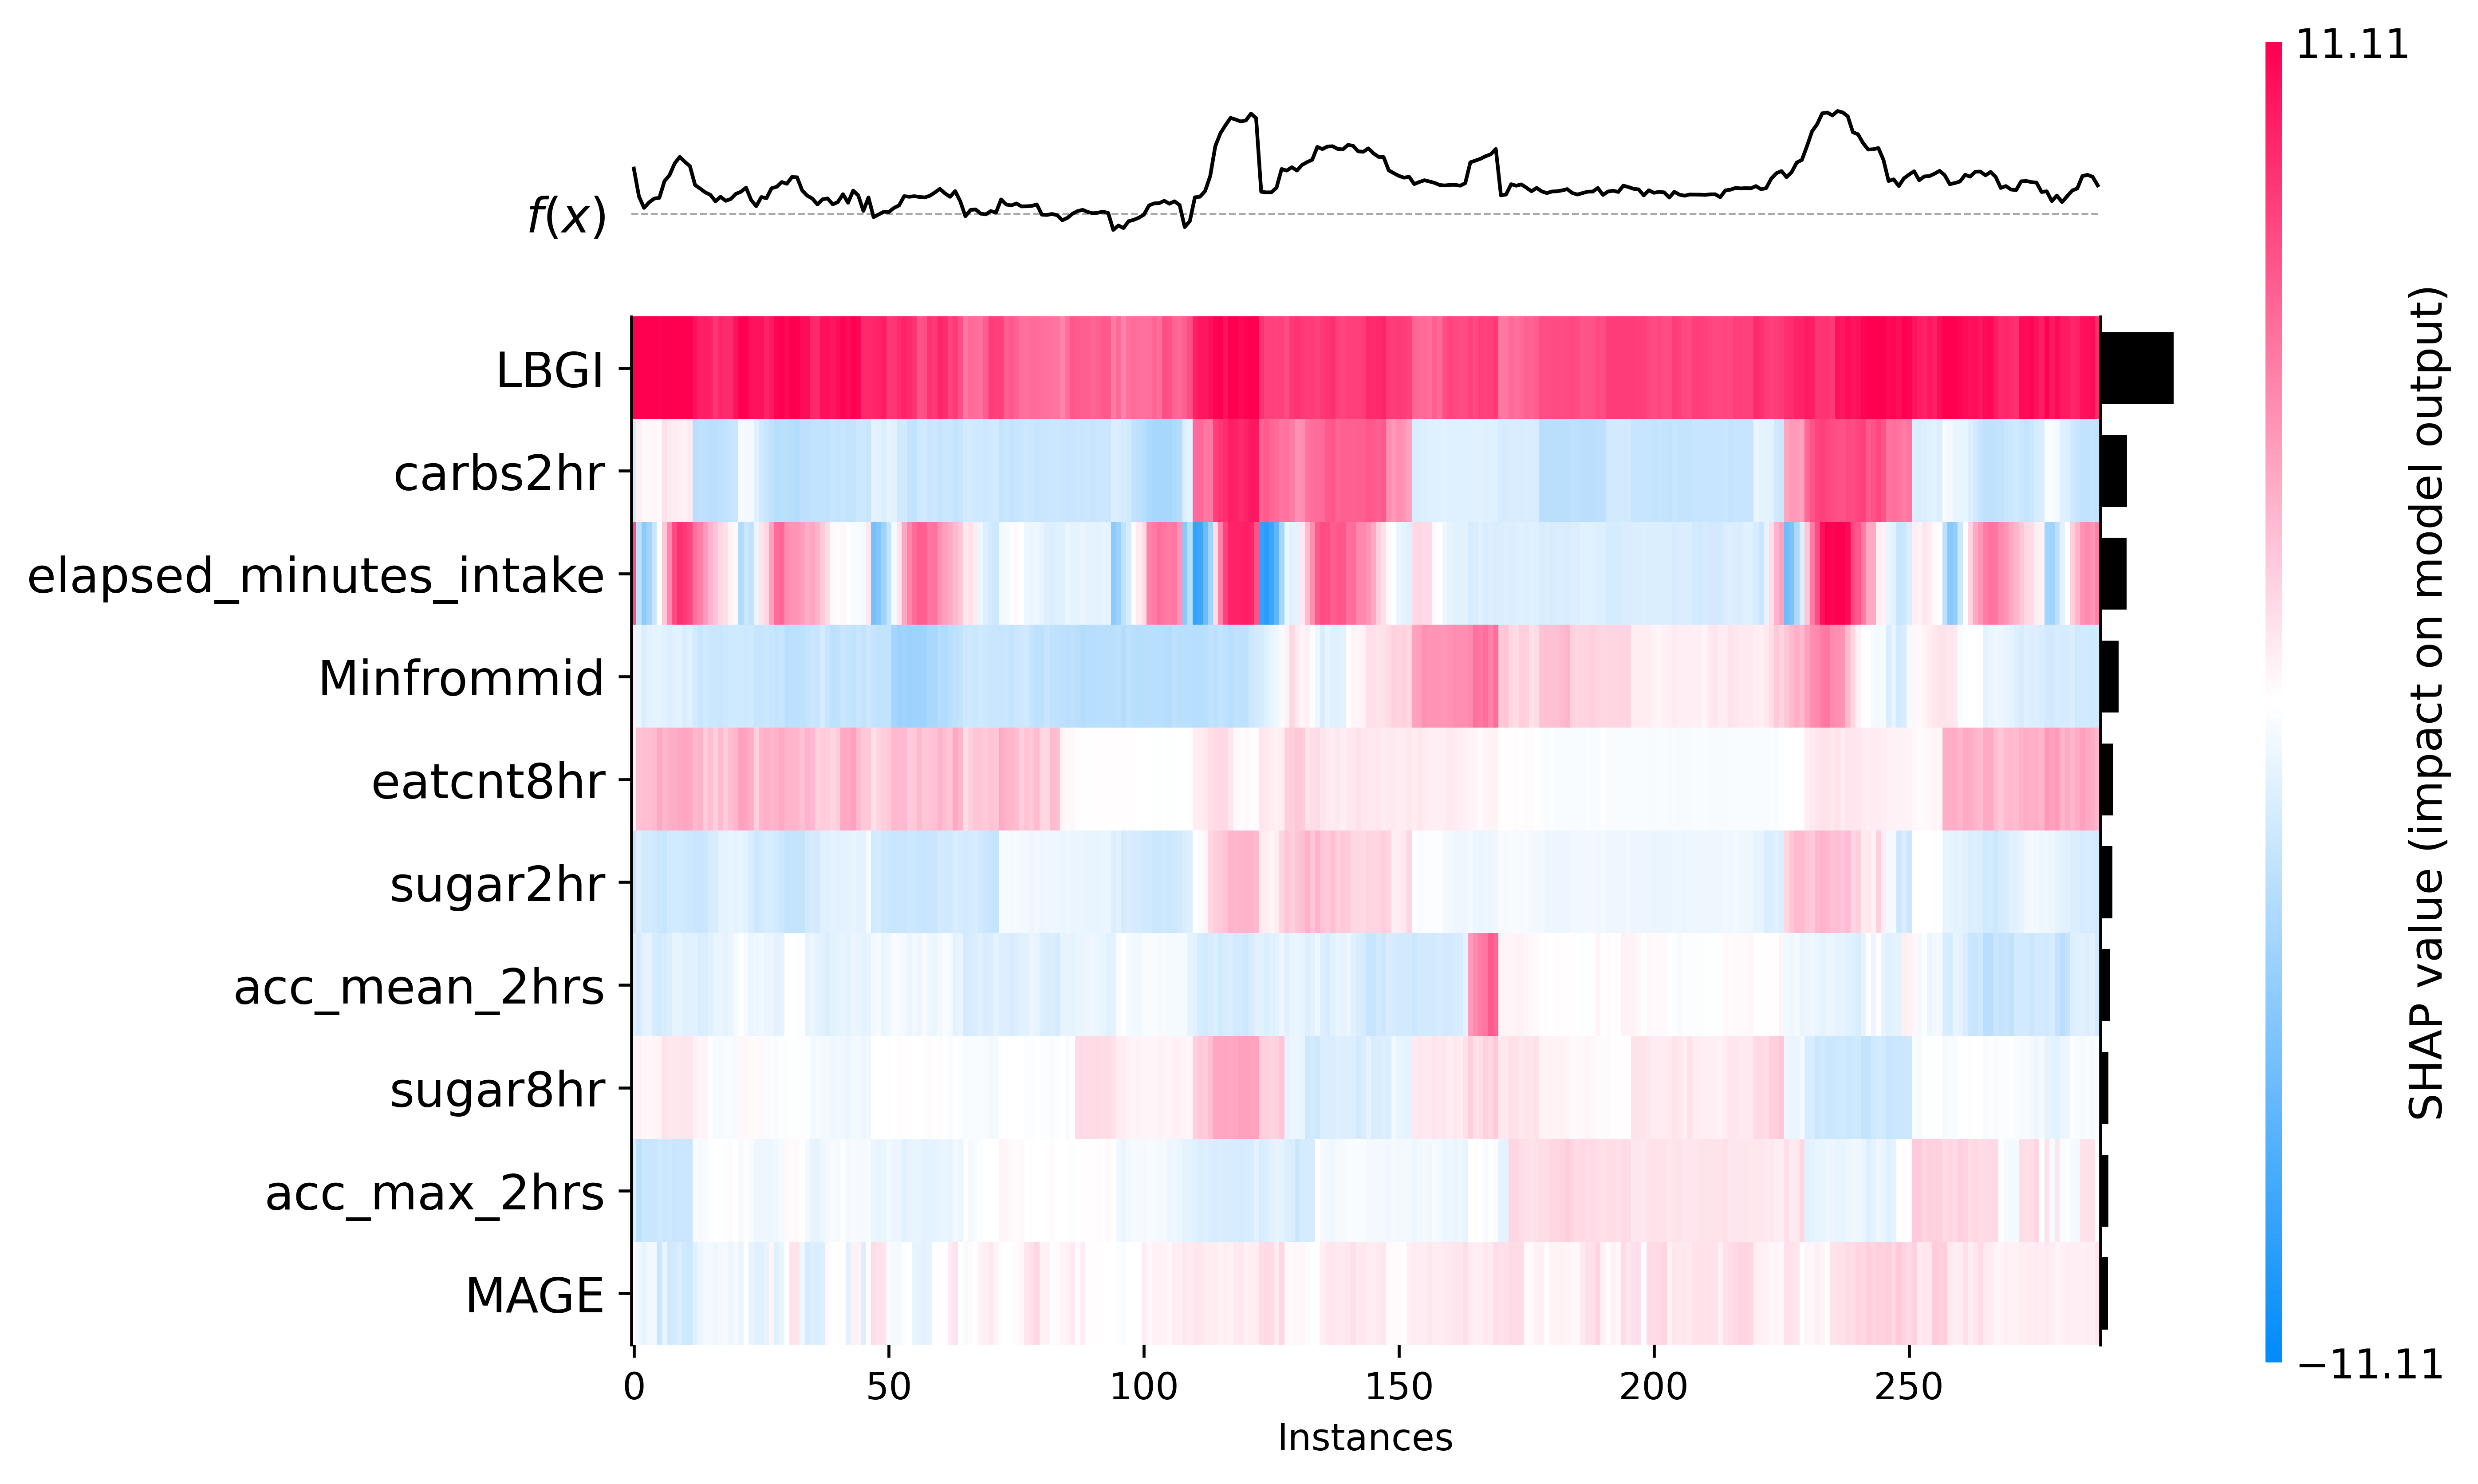 11.11
f(x)
LBGI
carbs2hr
elapsed_minutes_intake
Minfrommid
eatcnt8hr
sugar2hr
acc_mean_2hrs
sugar8hr
acc_max_2hrs
MAGE
0 50 100 150 200 250
Instances
SHAP value (impact on model output)
−11.11